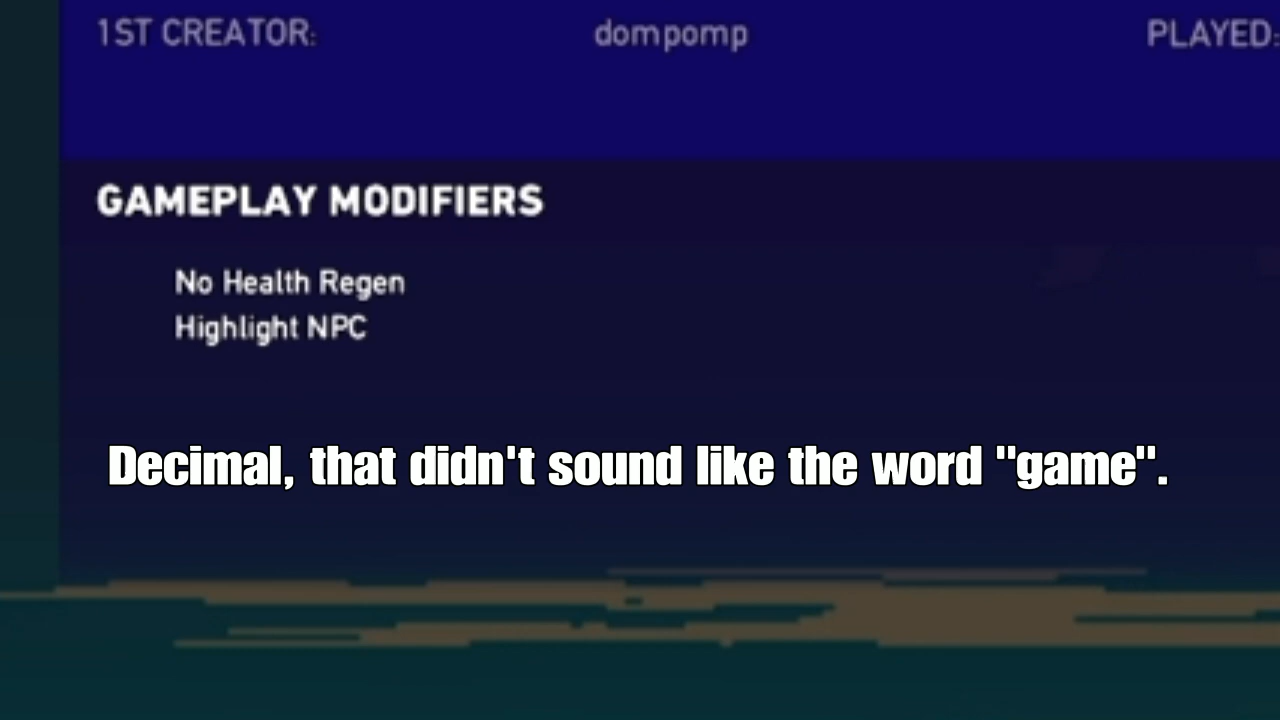 1ST CREATOR: dompomp PLAYED:
GAMEPLAY MODIFIERS
No Health Regen
Highlight NPC
Decimal, that didn't sound like the word "game".